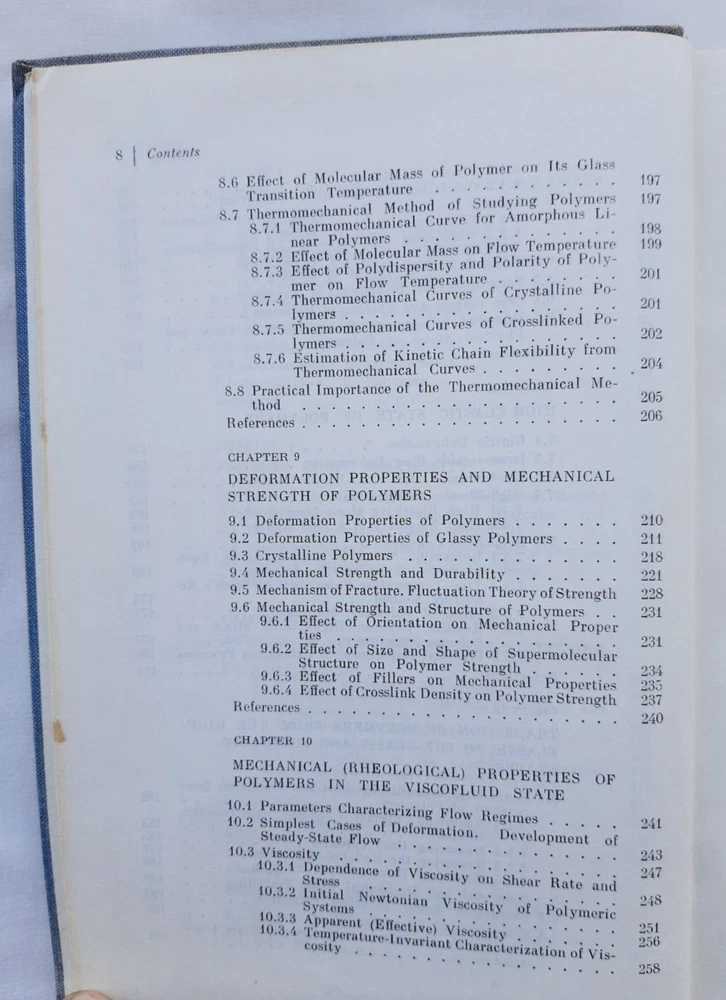 8 | Contents
8.6 Effect of Molecular Mass of Polymer on Its Glass
Transition Temperature . . . . . . . . . . . 197
8.7 Thermomechanical Method of Studying Polymers 197
8.7.1 Thermomechanical Curve for Amorphous Li-
near Polymers . . . . . . . . . . . . . 198
8.7.2 Effect of Molecular Mass on Flow Temperature 199
8.7.3 Effect of Polydispersity and Polarity of Poly-
mer on Flow Temperature . . . . . . . . 201
8.7.4 Thermomechanical Curves of Crystalline Po-
lymers . . . . . . . . . . . . . . . . . 201
8.7.5 Thermomechanical Curves of Crosslinked Po-
lymers . . . . . . . . . . . . . . . . . 202
8.7.6 Estimation of Kinetic Chain Flexibility from
Thermomechanical Curves . . . . . . . . . 204
8.8 Practical Importance of the Thermomechanical Me-
thod . . . . . . . . . . . . . . . . . . . 205
References . . . . . . . . . . . . . . . . . . . 206
CHAPTER 9
DEFORMATION PROPERTIES AND MECHANICAL
STRENGTH OF POLYMERS
9.1 Deformation Properties of Polymers . . . . . . . 210
9.2 Deformation Properties of Glassy Polymers . . . . 211
9.3 Crystalline Polymers . . . . . . . . . . . . . 218
9.4 Mechanical Strength and Durability . . . . . . . 221
9.5 Mechanism of Fracture. Fluctuation Theory of Strength 228
9.6 Mechanical Strength and Structure of Polymers . . 231
9.6.1 Effect of Orientation on Mechanical Proper
ties . . . . . . . . . . . . . . . . . . 231
9.6.2 Effect of Size and Shape of Supermolecular
Structure on Polymer Strength . . . . . . 234
9.6.3 Effect of Fillers on Mechanical Properties 235
9.6.4 Effect of Crosslink Density on Polymer Strength 237
References . . . . . . . . . . . . . . . . . . . 240
CHAPTER 10
MECHANICAL (RHEOLOGICAL) PROPERTIES OF
POLYMERS IN THE VISCOFLUID STATE
10.1 Parameters Characterizing Flow Regimes . . . . . 241
10.2 Simplest Cases of Deformation. Development of
Steady-State Flow . . . . . . . . . . . . . 243
10.3 Viscosity . . . . . . . . . . . . . . . . . 247
10.3.1 Dependence of Viscosity on Shear Rate and
Stress . . . . . . . . . . . . . . . . 248
10.3.2 Initial Newtonian Viscosity of Polymeric
Systems . . . . . . . . . . . . . . . 251
10.3.3 Apparent (Effective) Viscosity . . . . . . . 256
10.3.4 Temperature-Invariant Characterization of Vis-
cosity . . . . . . . . . . . . . . . . 258